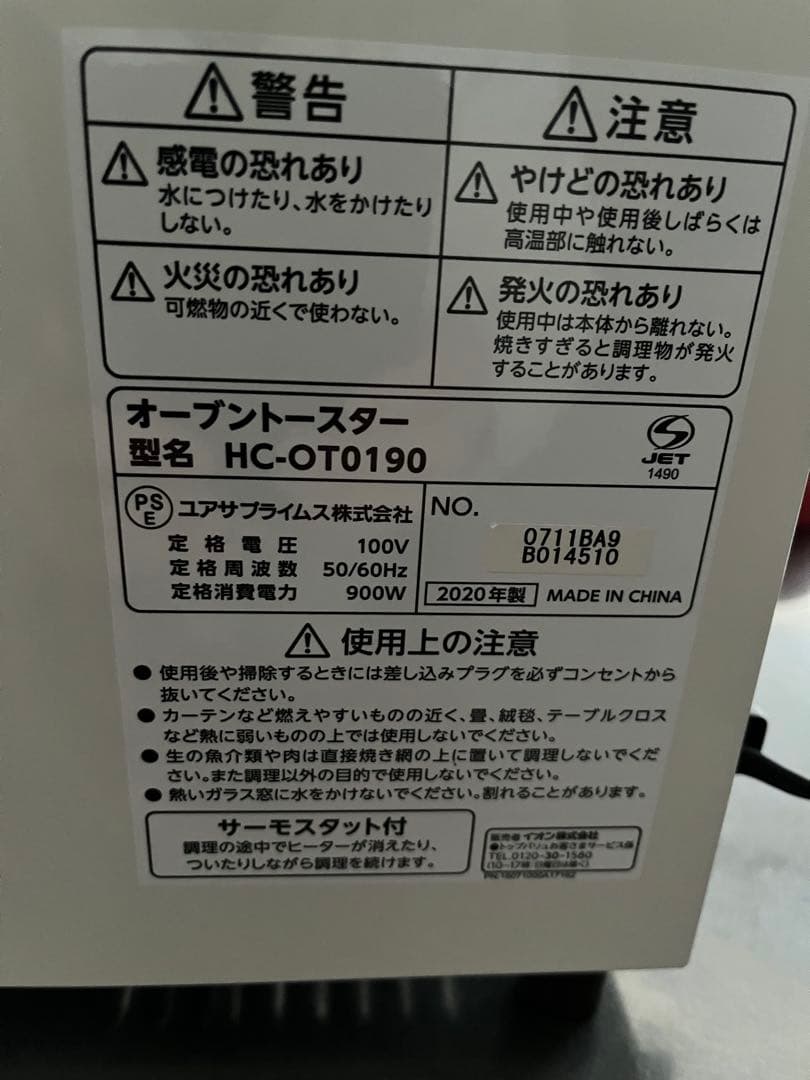 警告
感電の恐れあり
水につけたり、水をかけたり
しない。
火災の恐れあり
可燃物の近くで使わない。
注意
やけどの恐れあり
使用中や使用後しばらくは
高温部に触れない。
発火の恐れあり
使用中は本体から離れない。
焼きすぎると調理物が発火
することがあります。
オーブントースター
型名 HC-OT0190
JET
1490
PS
E
ユアサプライムス株式会社
定格電圧 100V
定格周波数 50/60Hz
定格消費電力 900W
NO.
0711BA9
B014510
2020年製 MADE IN CHINA
使用上の注意
● 使用後や掃除するときには差し込みプラグを必ずコンセントから
抜いてください。
● カーテンなど燃えやすいものの近く、畳、絨毯、テーブルクロス
など熱に弱いものの上では使用しないでください。
● 生の魚介類や肉は直接焼き網の上に置いて調理しないでくだ
さい。また調理以外の目的で使用しないでください。
● 熱いガラス窓に水をかけないでください。割れることがあります。
サーモスタット付
調理の途中でヒーターが消えたり、
ついたりしながら調理を続けます。
販売者 イオン株式会社
●トップバリュお客さまサービス係
TEL.0120-30-1560